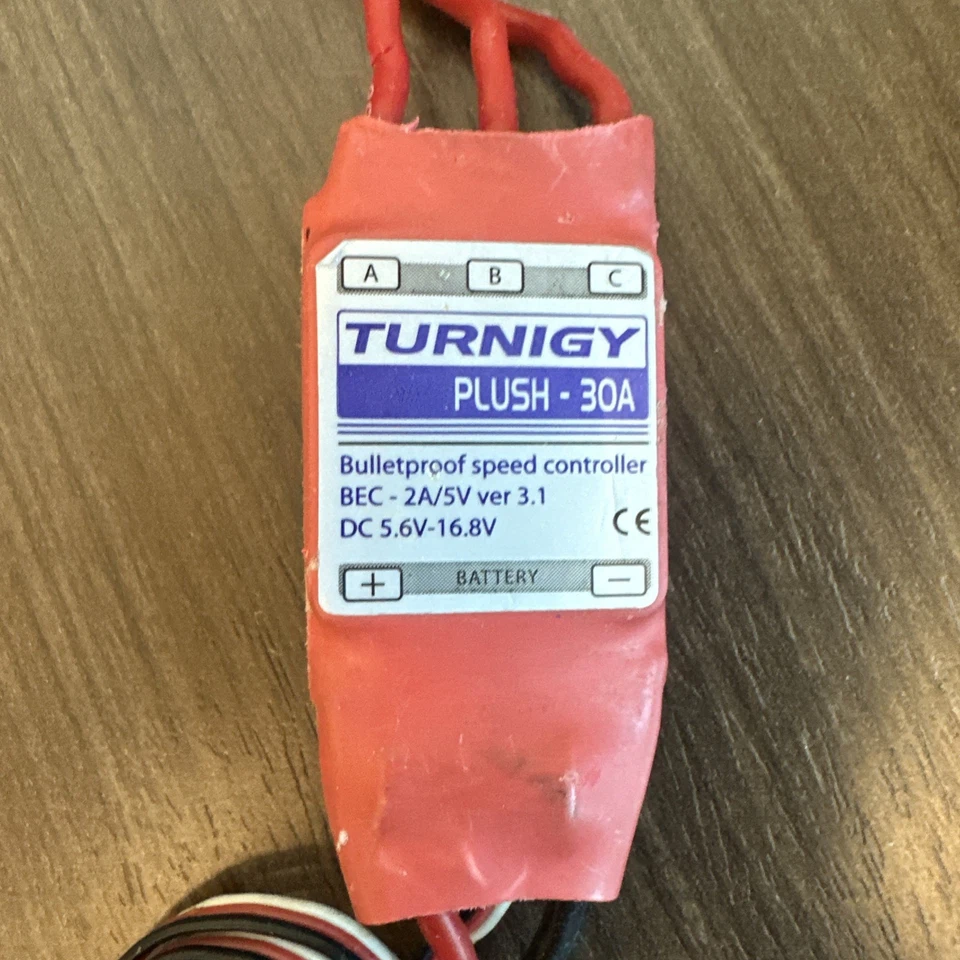 A B C
TURNIGY
PLUSH - 30A
Bulletproof speed controller
BEC - 2A/5V ver 3.1
DC 5.6V-16.8V CE
+ BATTERY −